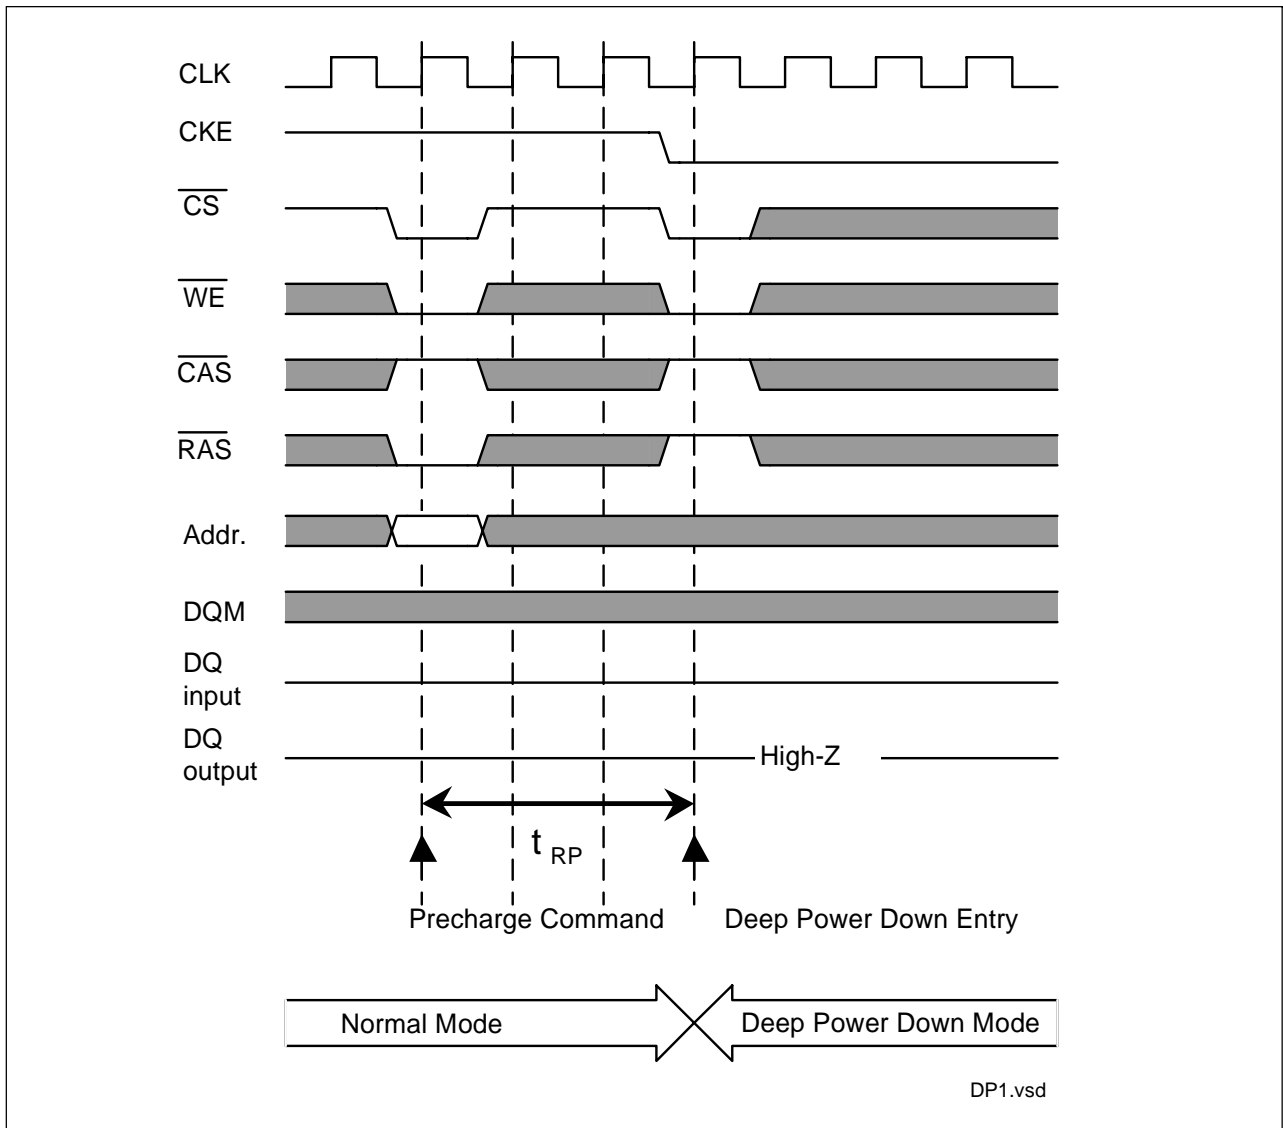 CLK
CKE
CS
WE
CAS
RAS
Addr.
DQM
DQ
input
DQ
output
High-Z
t RP
Precharge Command
Deep Power Down Entry
Normal Mode
Deep Power Down Mode
DP1.vsd